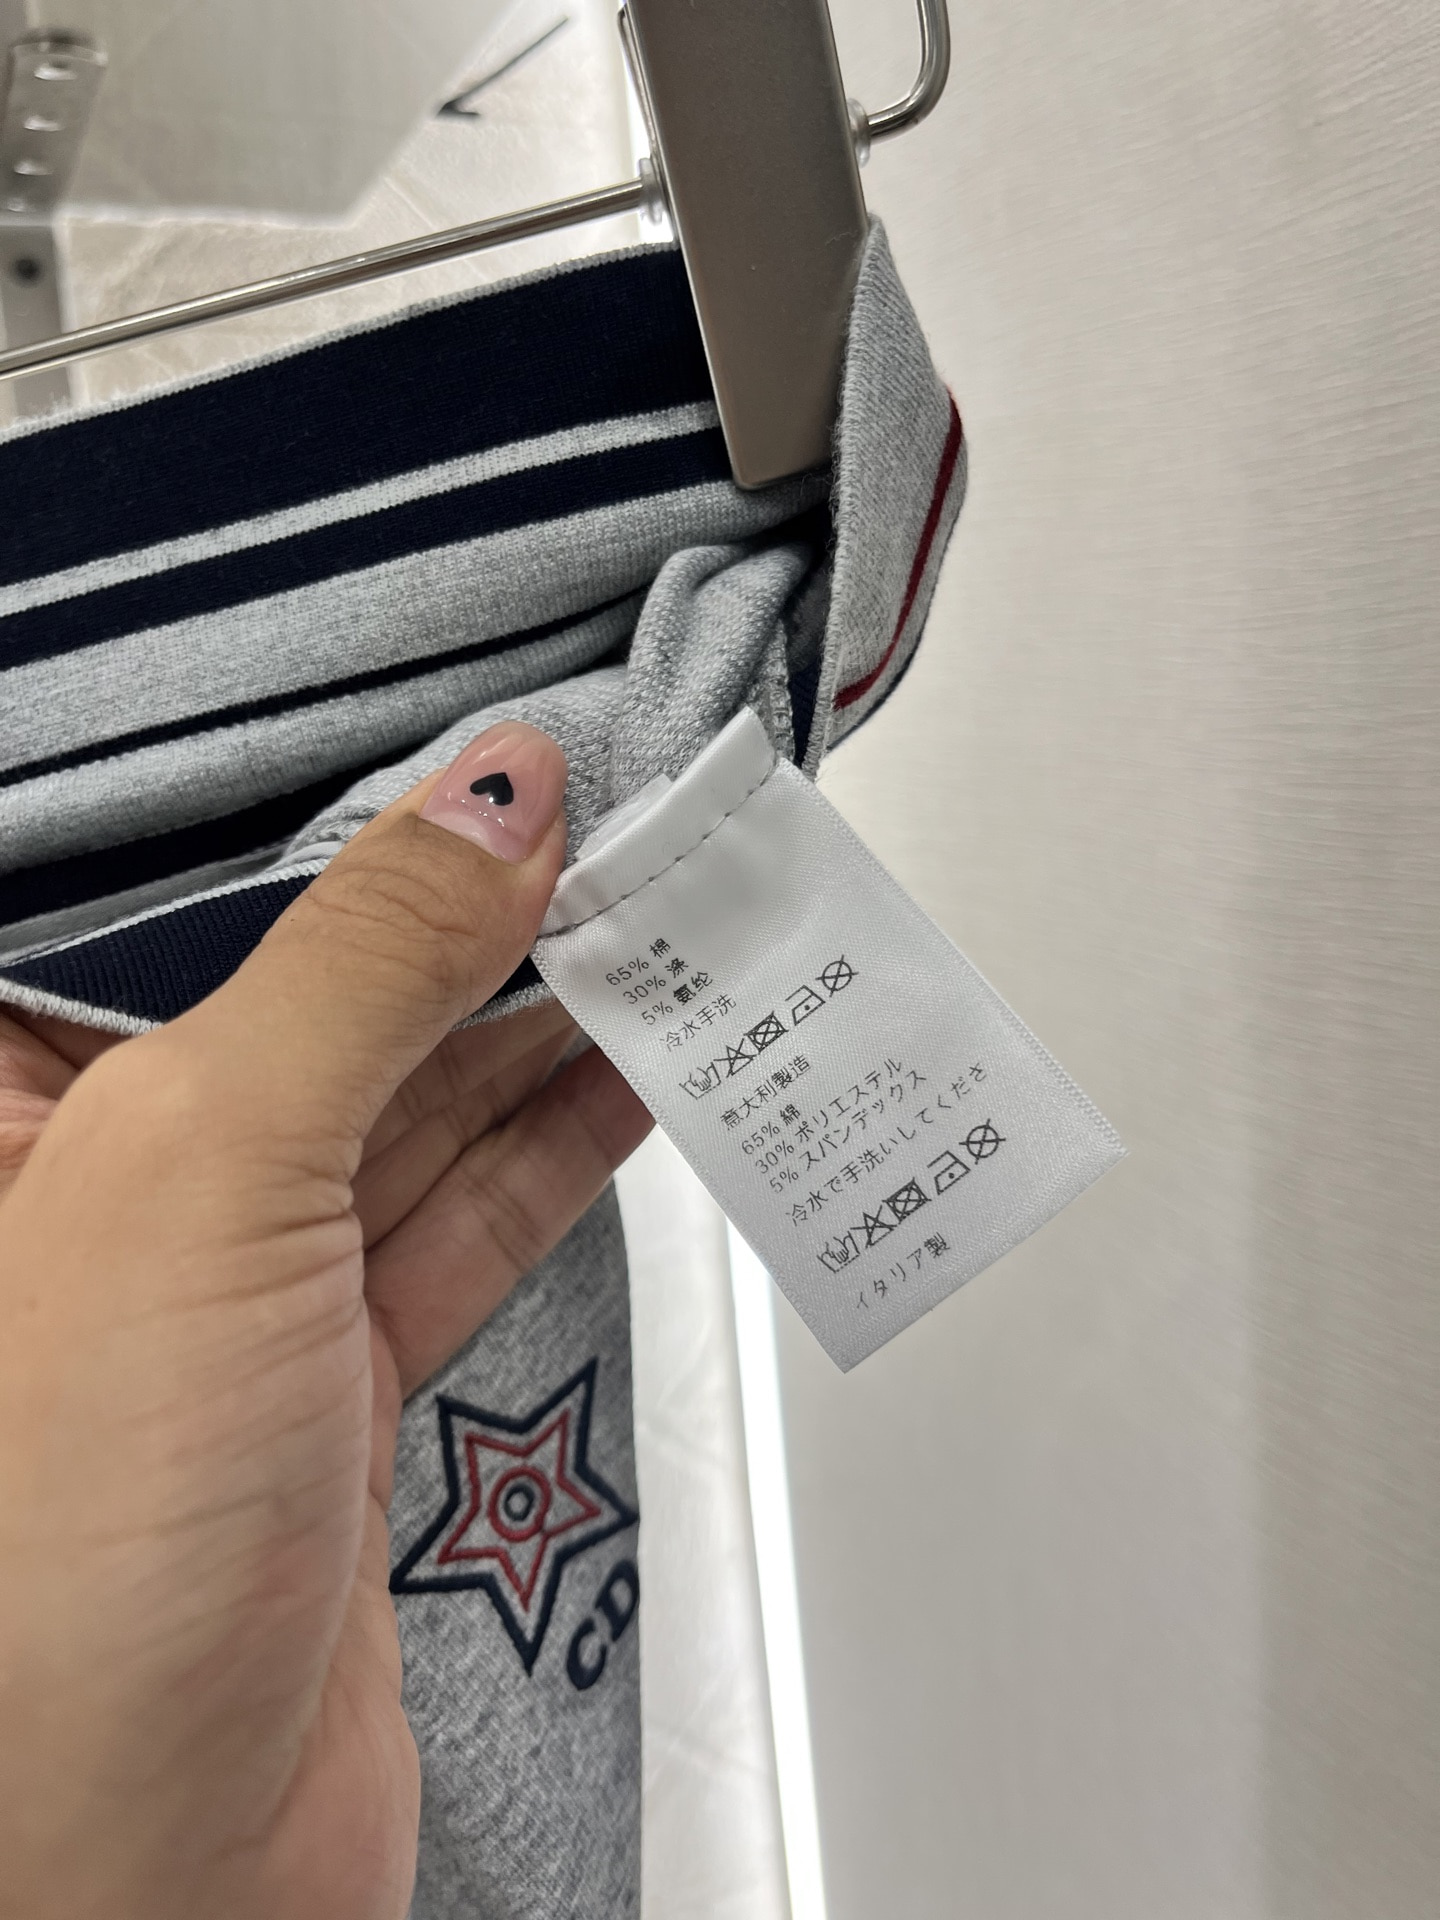 65% 棉
30% 涤
5% 氨纶
冷水手洗
意大利製造
65% 綿
30% ポリエステル
5% スパンデックス
冷水で手洗いしてくださ
イタリア製
CD